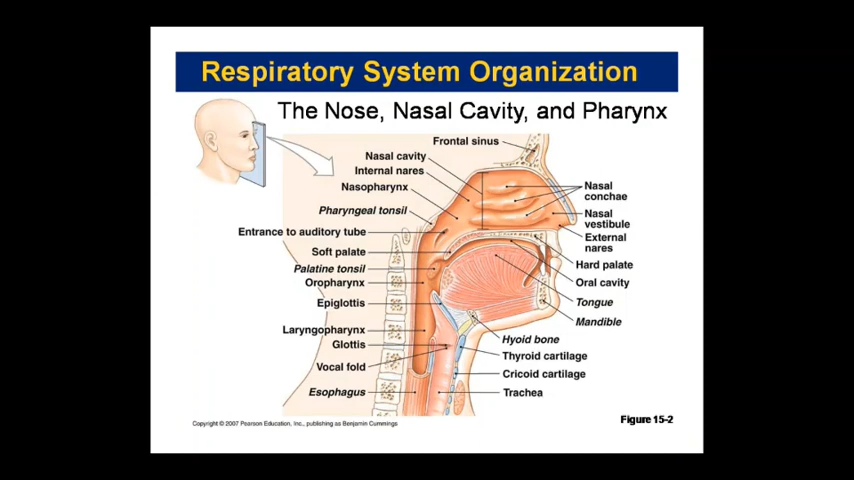 Respiratory System Organization
The Nose, Nasal Cavity, and Pharynx
Frontal sinus
Nasal cavity
Internal nares
Nasopharynx
Pharyngeal tonsil
Entrance to auditory tube
Soft palate
Palatine tonsil
Oropharynx
Epiglottis
Laryngopharynx
Glottis
Vocal fold
Esophagus
Nasal
conchae
Nasal
vestibule
External
nares
Hard palate
Oral cavity
Tongue
Mandible
Hyoid bone
Thyroid cartilage
Cricoid cartilage
Trachea
Figure 15-2
Copyright © 2007 Pearson Education, Inc., publishing as Benjamin Cummings